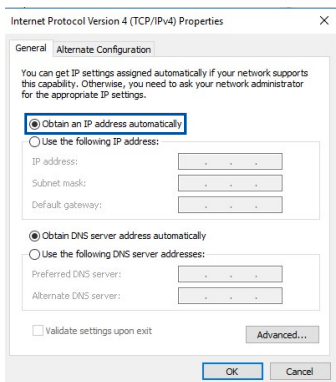 Internet Protocol Version 4 (TCP/IPv4) Properties
General
Alternate Configuration
You can get IP settings assigned automatically if your network supports
this capability. Otherwise, you need to ask your network administrator
for the appropriate IP settings.
Obtain an IP address automatically
Use the following IP address:
IP address:
Subnet mask:
Default gateway:
Obtain DNS server address automatically
Use the following DNS server addresses:
Preferred DNS server:
Alternate DNS server:
Validate settings upon exit
Advanced...
OK
Cancel